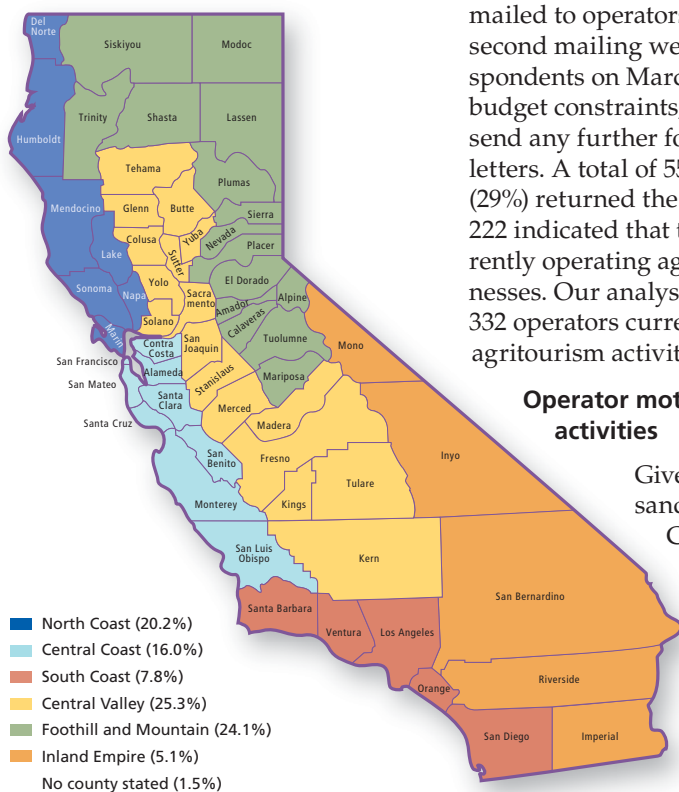 Del
Norte
Siskiyou
Modoc
Humboldt
Trinity
Shasta
Lassen
Tehama
Plumas
Mendocino
Glenn
Butte
Sierra
Colusa
Yuba
Nevada
Placer
Lake
Sutter
Sonoma
Napa
Yolo
El Dorado
Sacra
mento
Amador
Alpine
Solano
Calaveras
Marin
Contra
Costa
San
Joaquin
Tuolumne
Mono
San Francisco
Alameda
Stanislaus
Mariposa
San Mateo
Santa
Clara
Merced
Santa Cruz
Madera
San
Benito
Fresno
Inyo
Monterey
Kings
Tulare
San Luis
Obispo
Kern
San Bernardino
Santa Barbara
Ventura
Los Angeles
Orange
Riverside
San Diego
Imperial
North Coast (20.2%)
Central Coast (16.0%)
South Coast (7.8%)
Central Valley (25.3%)
Foothill and Mountain (24.1%)
Inland Empire (5.1%)
No county stated (1.5%)
mailed to operators
second mailing we
spondents on Marc
budget constraints,
send any further fo
letters. A total of 55
(29%) returned the
222 indicated that t
rently operating ag
nesses. Our analys
332 operators curre
agritourism activit
Operator mot
activities
Give
sand
C